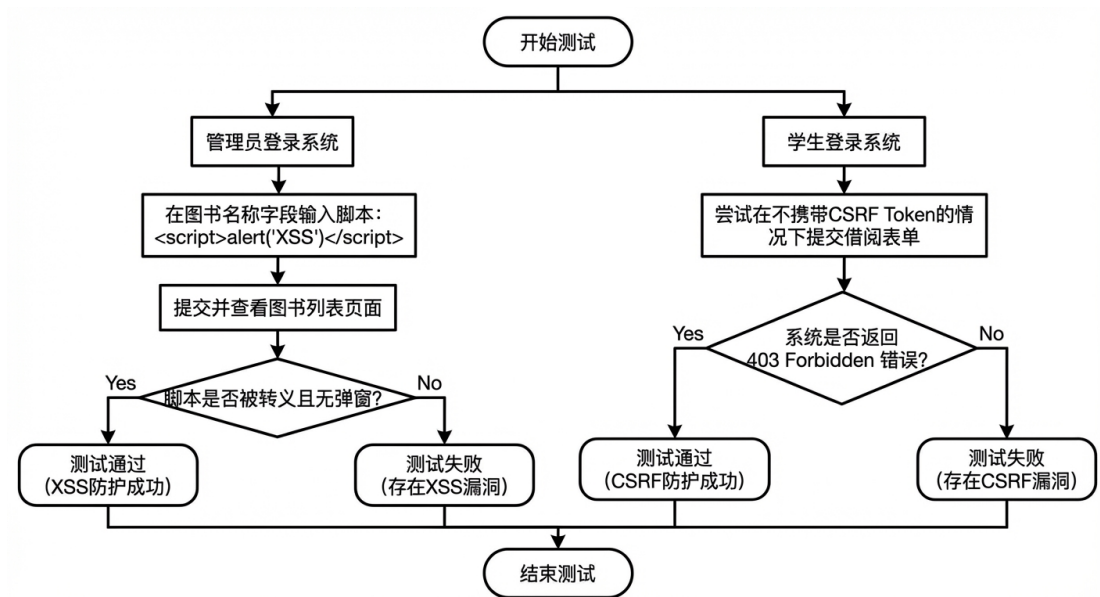 开始测试
管理员登录系统
学生登录系统
在图书名称字段输入脚本：
<script>alert('XSS')</script>
尝试在不携带CSRF Token的情
况下提交借阅表单
提交并查看图书列表页面
Yes
系统是否返回
403 Forbidden 错误?
No
Yes
脚本是否被转义且无弹窗?
No
测试通过
(XSS防护成功)
测试失败
(存在XSS漏洞)
测试通过
(CSRF防护成功)
测试失败
(存在CSRF漏洞)
结束测试